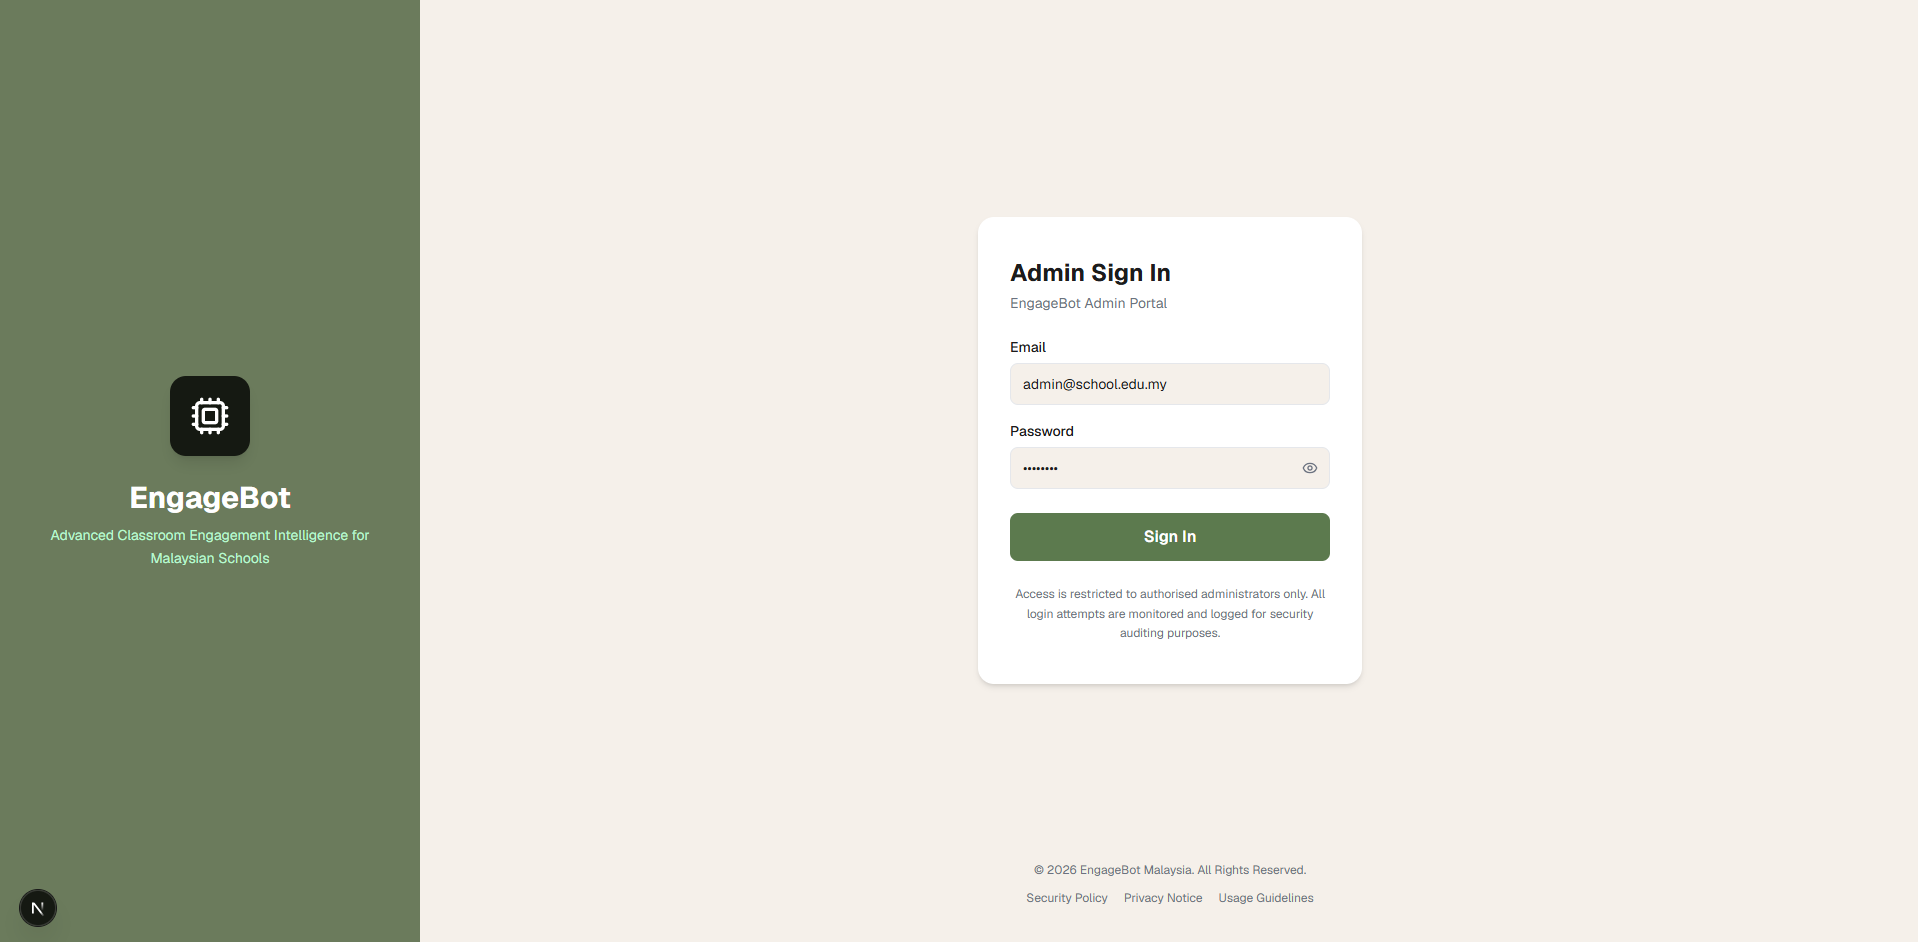 EngageBot
Advanced Classroom Engagement Intelligence for
Malaysian Schools
N
Admin Sign In
EngageBot Admin Portal
Email
admin@school.edu.my
Password
••••••••
Sign In
Access is restricted to authorised administrators only. All
login attempts are monitored and logged for security
auditing purposes.
© 2026 EngageBot Malaysia. All Rights Reserved.
Security Policy Privacy Notice Usage Guidelines